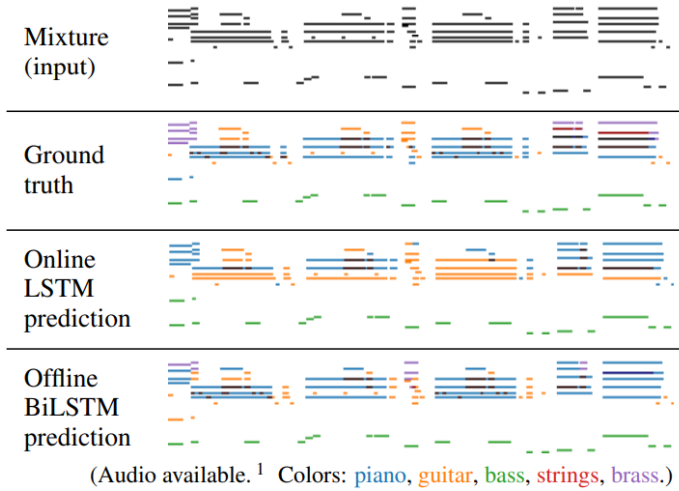 Mixture
(input)
Ground
truth
Online
LSTM
prediction
Offline
BiLSTM
prediction
(Audio available. 1 Colors: piano, guitar, bass, strings, brass.)